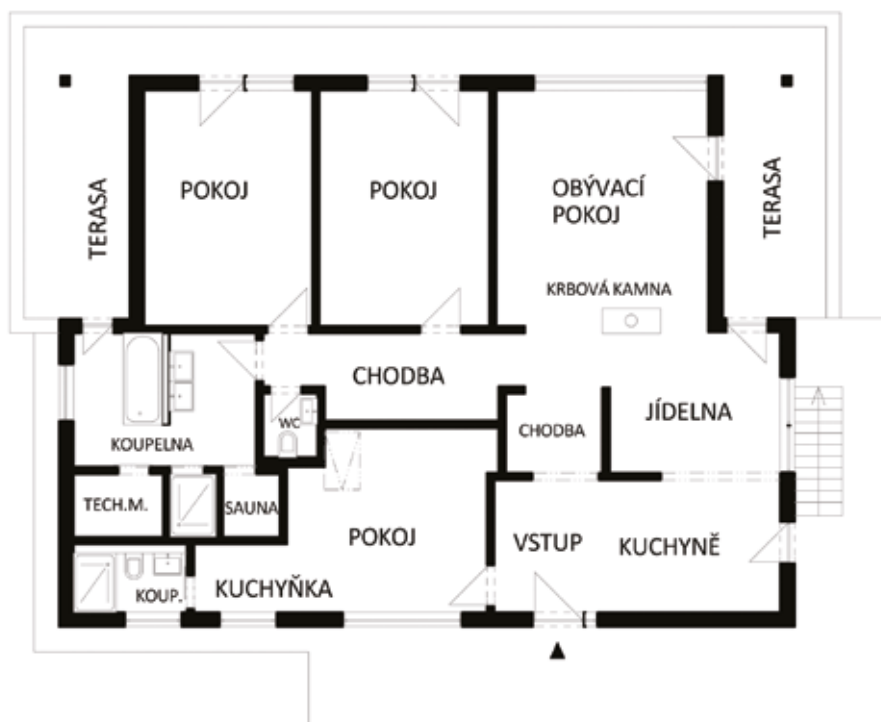 TERASA
POKOJ
POKOJ
OBÝVACÍ
POKOJ
TERASA
KRBOVÁ KAMNA
CHODBA
WC
CHODBA
JÍDELNA
KOUPELNA
TECH.M.
SAUNA
POKOJ
VSTUP
KUCHYNĚ
KOUP.
KUCHYŇKA